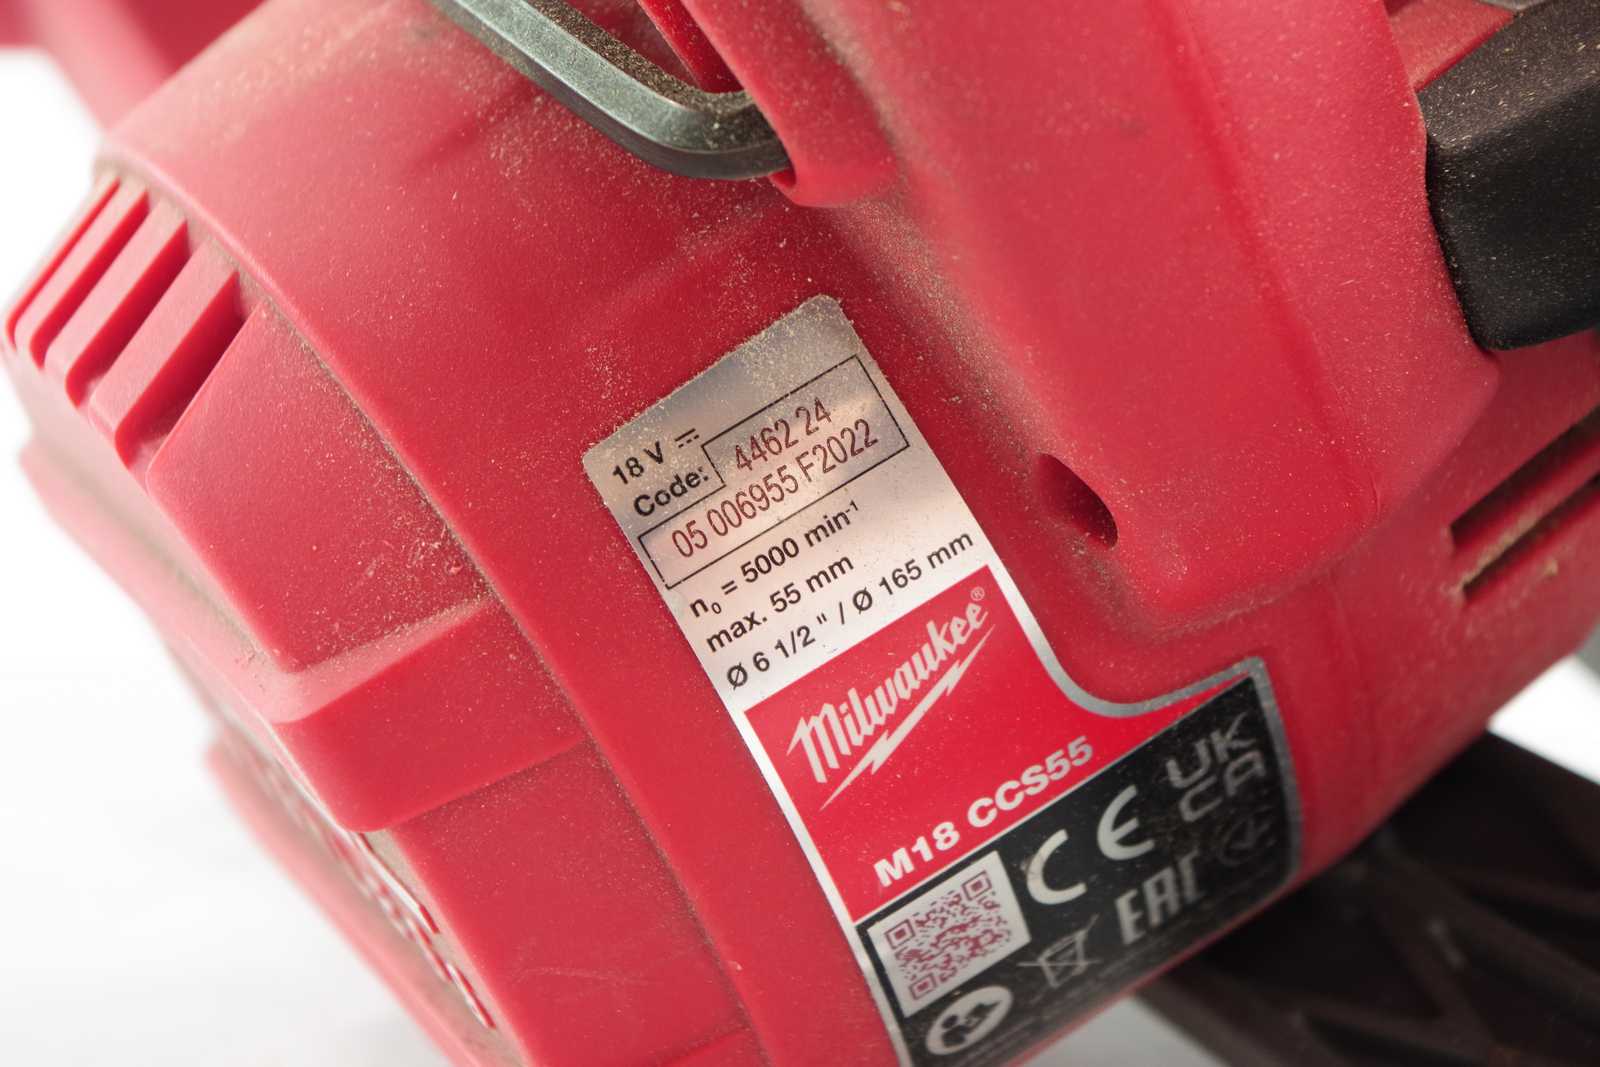 18 V ⎓
Code: 4462 24
05 006955 F2022
n₀ = 5000 min⁻¹
max. 55 mm
Ø 6 1/2 " / Ø 165 mm
Milwaukee®
M18 CCS55
CE
UK
CA
EAC